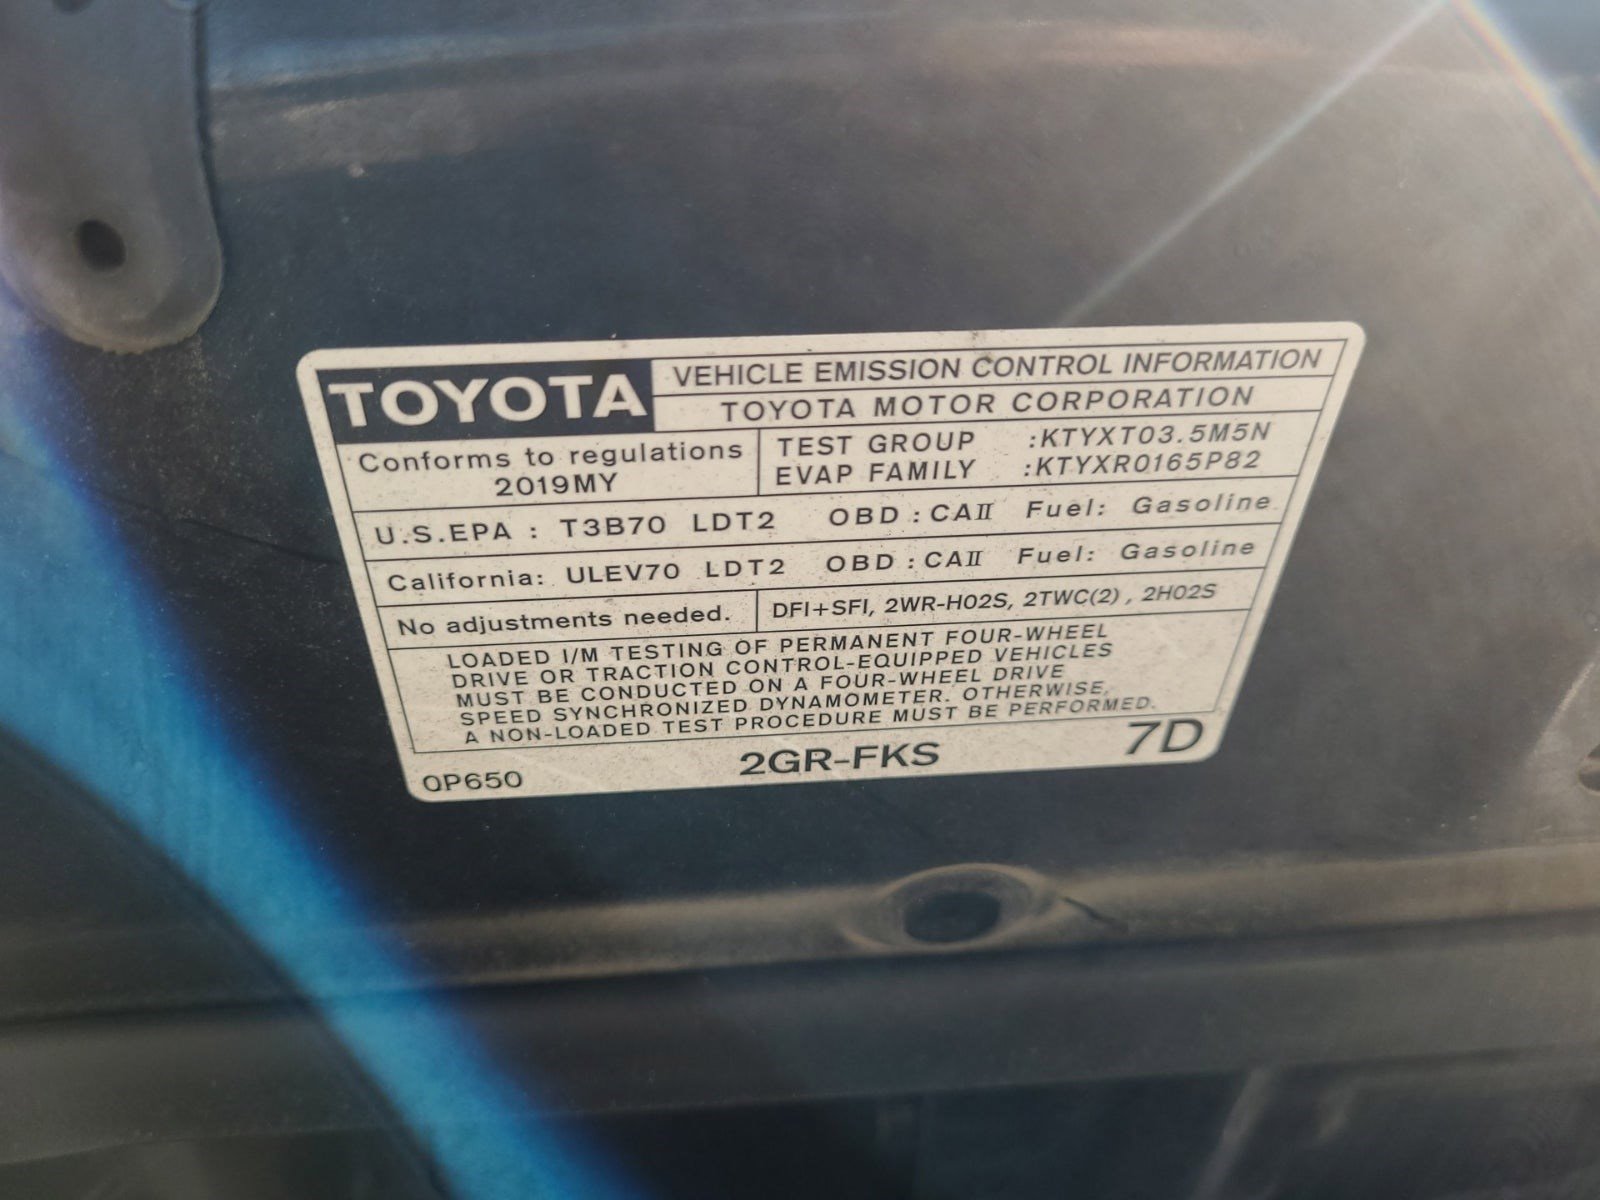 TOYOTA
VEHICLE EMISSION CONTROL INFORMATION
TOYOTA MOTOR CORPORATION
Conforms to regulations
2019MY
TEST GROUP :KTYXT03.5M5N
EVAP FAMILY :KTYXR0165P82
U.S.EPA : T3B70 LDT2 OBD : CAII Fuel: Gasoline
California: ULEV70 LDT2 OBD : CAII Fuel: Gasoline
No adjustments needed.
DFI+SFI, 2WR-HO2S, 2TWC(2) , 2HO2S
LOADED I/M TESTING OF PERMANENT FOUR-WHEEL
DRIVE OR TRACTION CONTROL-EQUIPPED VEHICLES
MUST BE CONDUCTED ON A FOUR-WHEEL DRIVE
SPEED SYNCHRONIZED DYNAMOMETER. OTHERWISE,
A NON-LOADED TEST PROCEDURE MUST BE PERFORMED.
0P650 2GR-FKS 7D